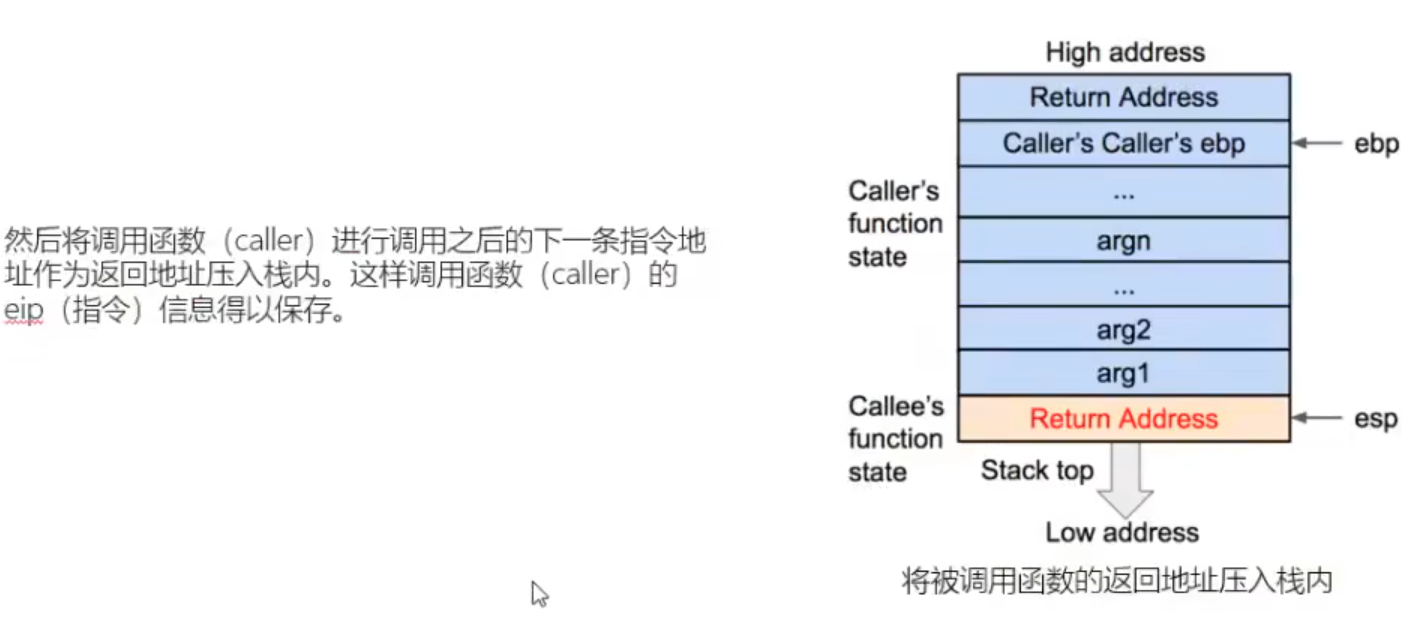 然后将调用函数（caller）进行调用之后的下一条指令地
址作为返回地址压入栈内。这样调用函数（caller）的
eip（指令）信息得以保存。
High address
Return Address
Caller's Caller's ebp
ebp
Caller's
function
state
...
argn
...
arg2
arg1
Callee's
function
state
Return Address
esp
Stack top
Low address
将被调用函数的返回地址压入栈内